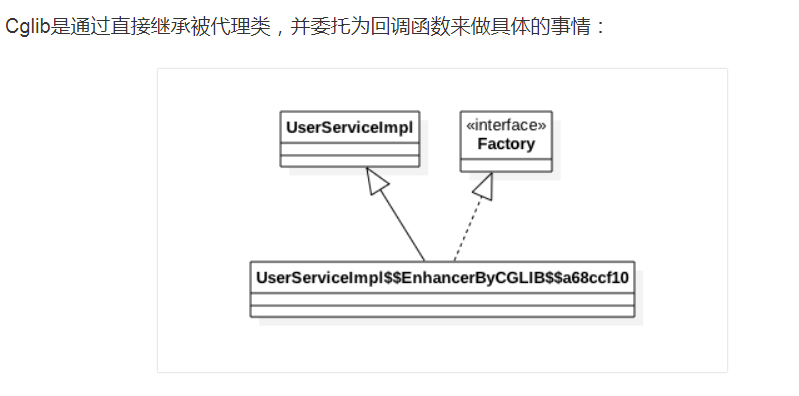 Cglib是通过直接继承被代理类，并委托为回调函数来做具体的事情：
UserServiceImpl
«interface»
Factory
UserServiceImpl$$EnhancerByCGLIB$$a68ccf10